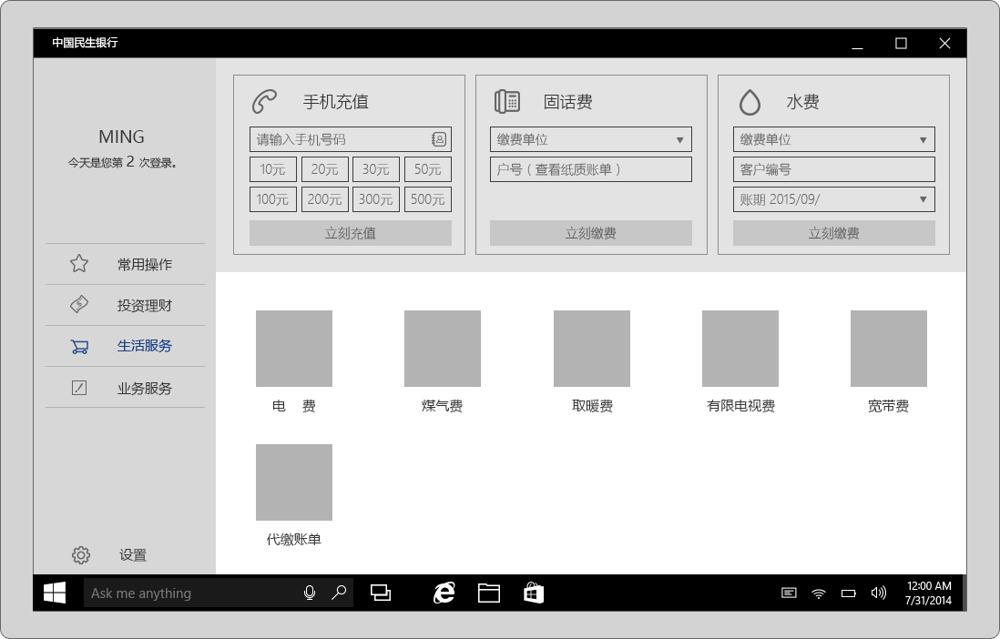 中国民生银行
MING
今天是您第 2 次登录。
常用操作
投资理财
生活服务
业务服务
设置
手机充值
请输入手机号码
10元 20元 30元 50元
100元 200元 300元 500元
立刻充值
固话费
缴费单位
户号（查看纸质账单）
立刻缴费
水费
缴费单位
客户编号
账期 2015/09/
立刻缴费
电 费
煤气费
取暖费
有限电视费
宽带费
代缴账单
Ask me anything
12:00 AM
7/31/2014